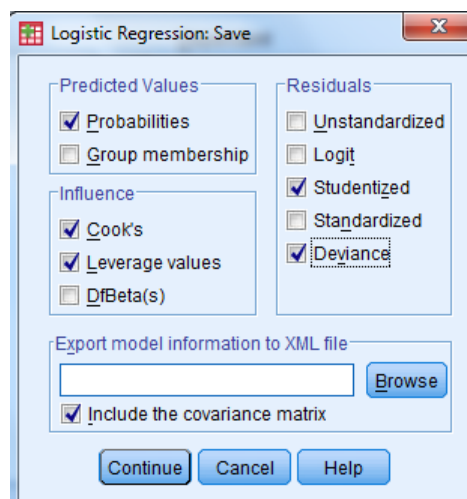 Logistic Regression: Save
Predicted Values
Probabilities
Group membership
Influence
Cook's
Leverage values
DfBeta(s)
Residuals
Unstandardized
Logit
Studentized
Standardized
Deviance
Export model information to XML file
Browse
Include the covariance matrix
Continue Cancel Help